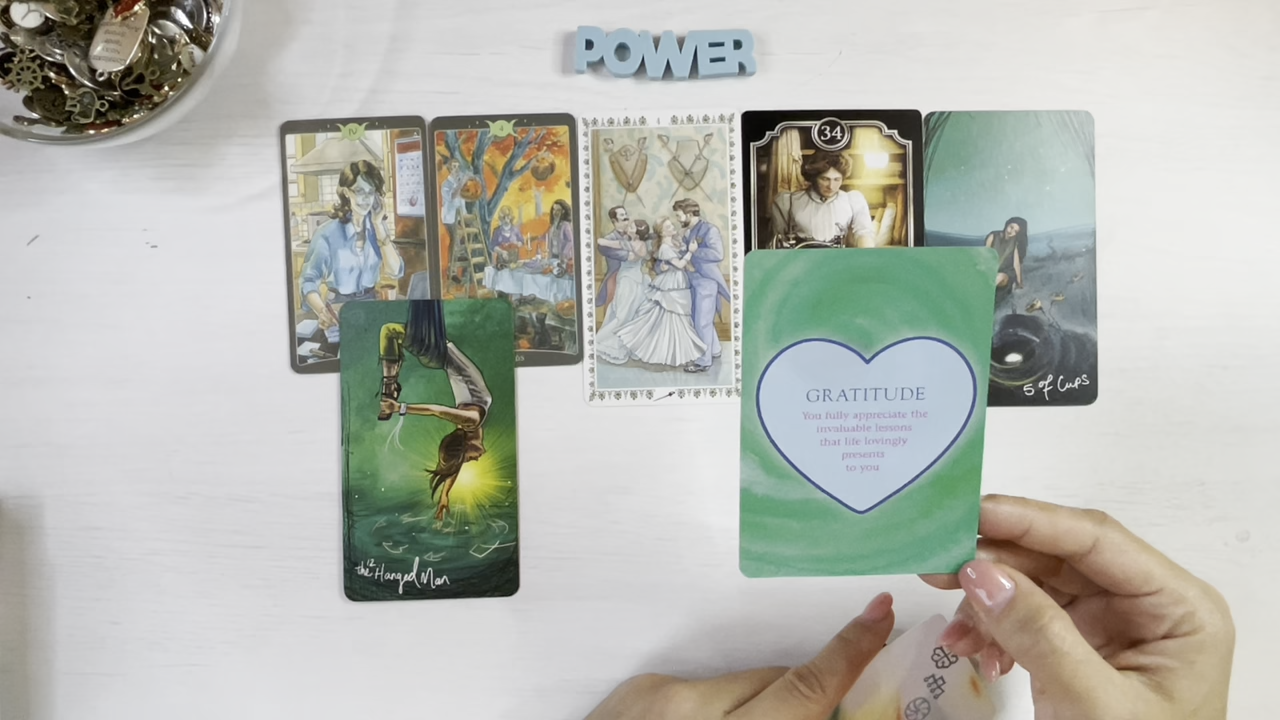 POWER
34
GRATITUDE
You fully appreciate the
invaluable lessons
that life lovingly
presents
to you
5 of Cups
the 12 Hanged Man